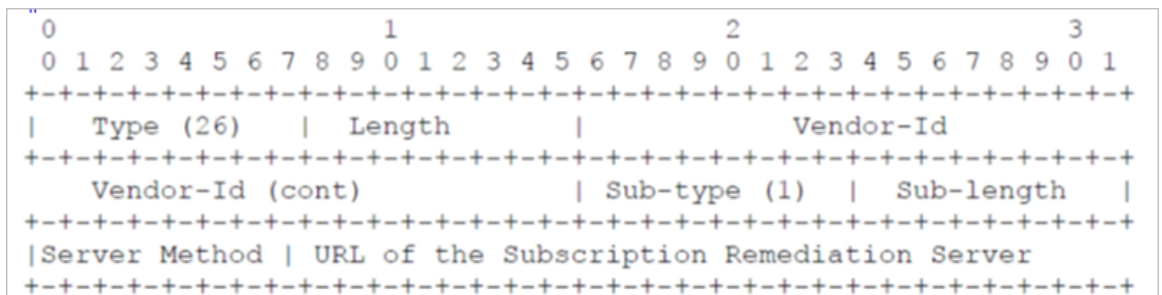 0                   1                   2                   3
0 1 2 3 4 5 6 7 8 9 0 1 2 3 4 5 6 7 8 9 0 1 2 3 4 5 6 7 8 9 0 1
+-+-+-+-+-+-+-+-+-+-+-+-+-+-+-+-+-+-+-+-+-+-+-+-+-+-+-+-+-+-+-+-+
|   Type (26)   |  Length       |            Vendor-Id
+-+-+-+-+-+-+-+-+-+-+-+-+-+-+-+-+-+-+-+-+-+-+-+-+-+-+-+-+-+-+-+-+
Vendor-Id (cont)            | Sub-type (1)  |  Sub-length   |
+-+-+-+-+-+-+-+-+-+-+-+-+-+-+-+-+-+-+-+-+-+-+-+-+-+-+-+-+-+-+-+-+
|Server Method | URL of the Subscription Remediation Server
+-+-+-+-+-+-+-+-+-+-+-+-+-+-+-+-+-+-+-+-+-+-+-+-+-+-+-+-+-+-+-+-+